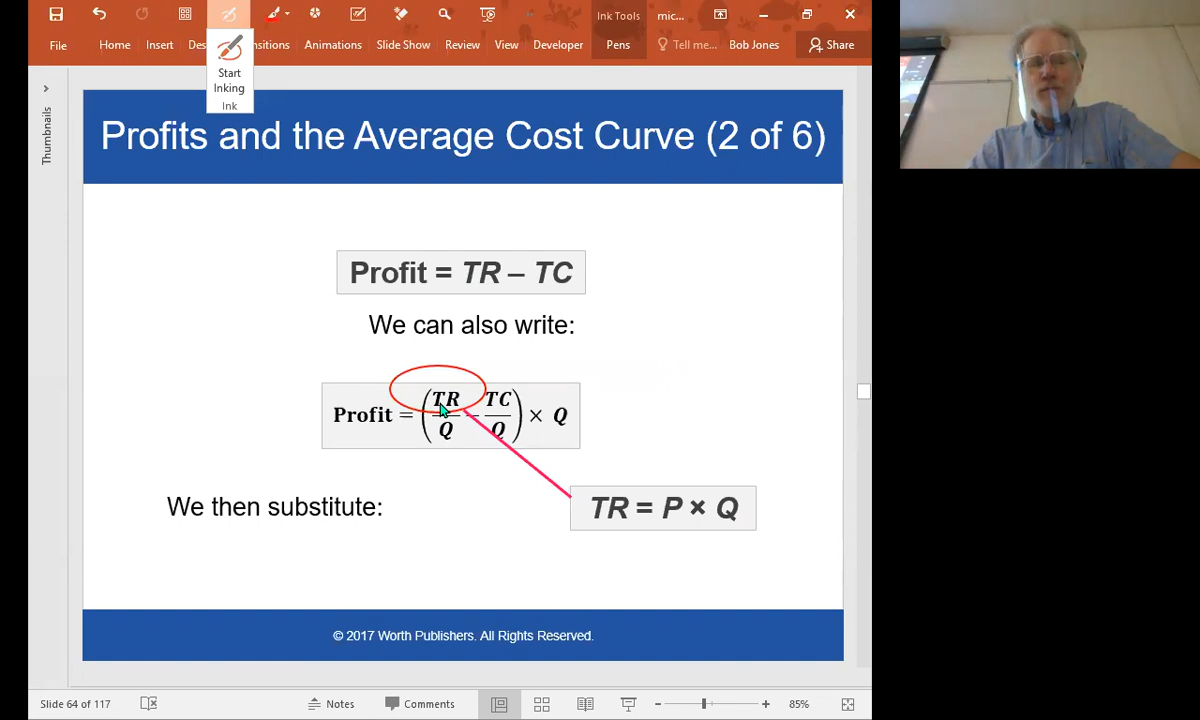 Ink Tools
mic...
File
Home
Insert
Des
nsitions
Animations
Slide Show
Review
View
Developer
Pens
Tell me...
Bob Jones
Share
Start
Inking
Ink
Thumbnails
Profits and the Average Cost Curve (2 of 6)
Profit = TR – TC
We can also write:
Profit = (TR/Q – TC/Q) × Q
We then substitute:
TR = P × Q
© 2017 Worth Publishers. All Rights Reserved.
Slide 64 of 117
Notes
Comments
85%